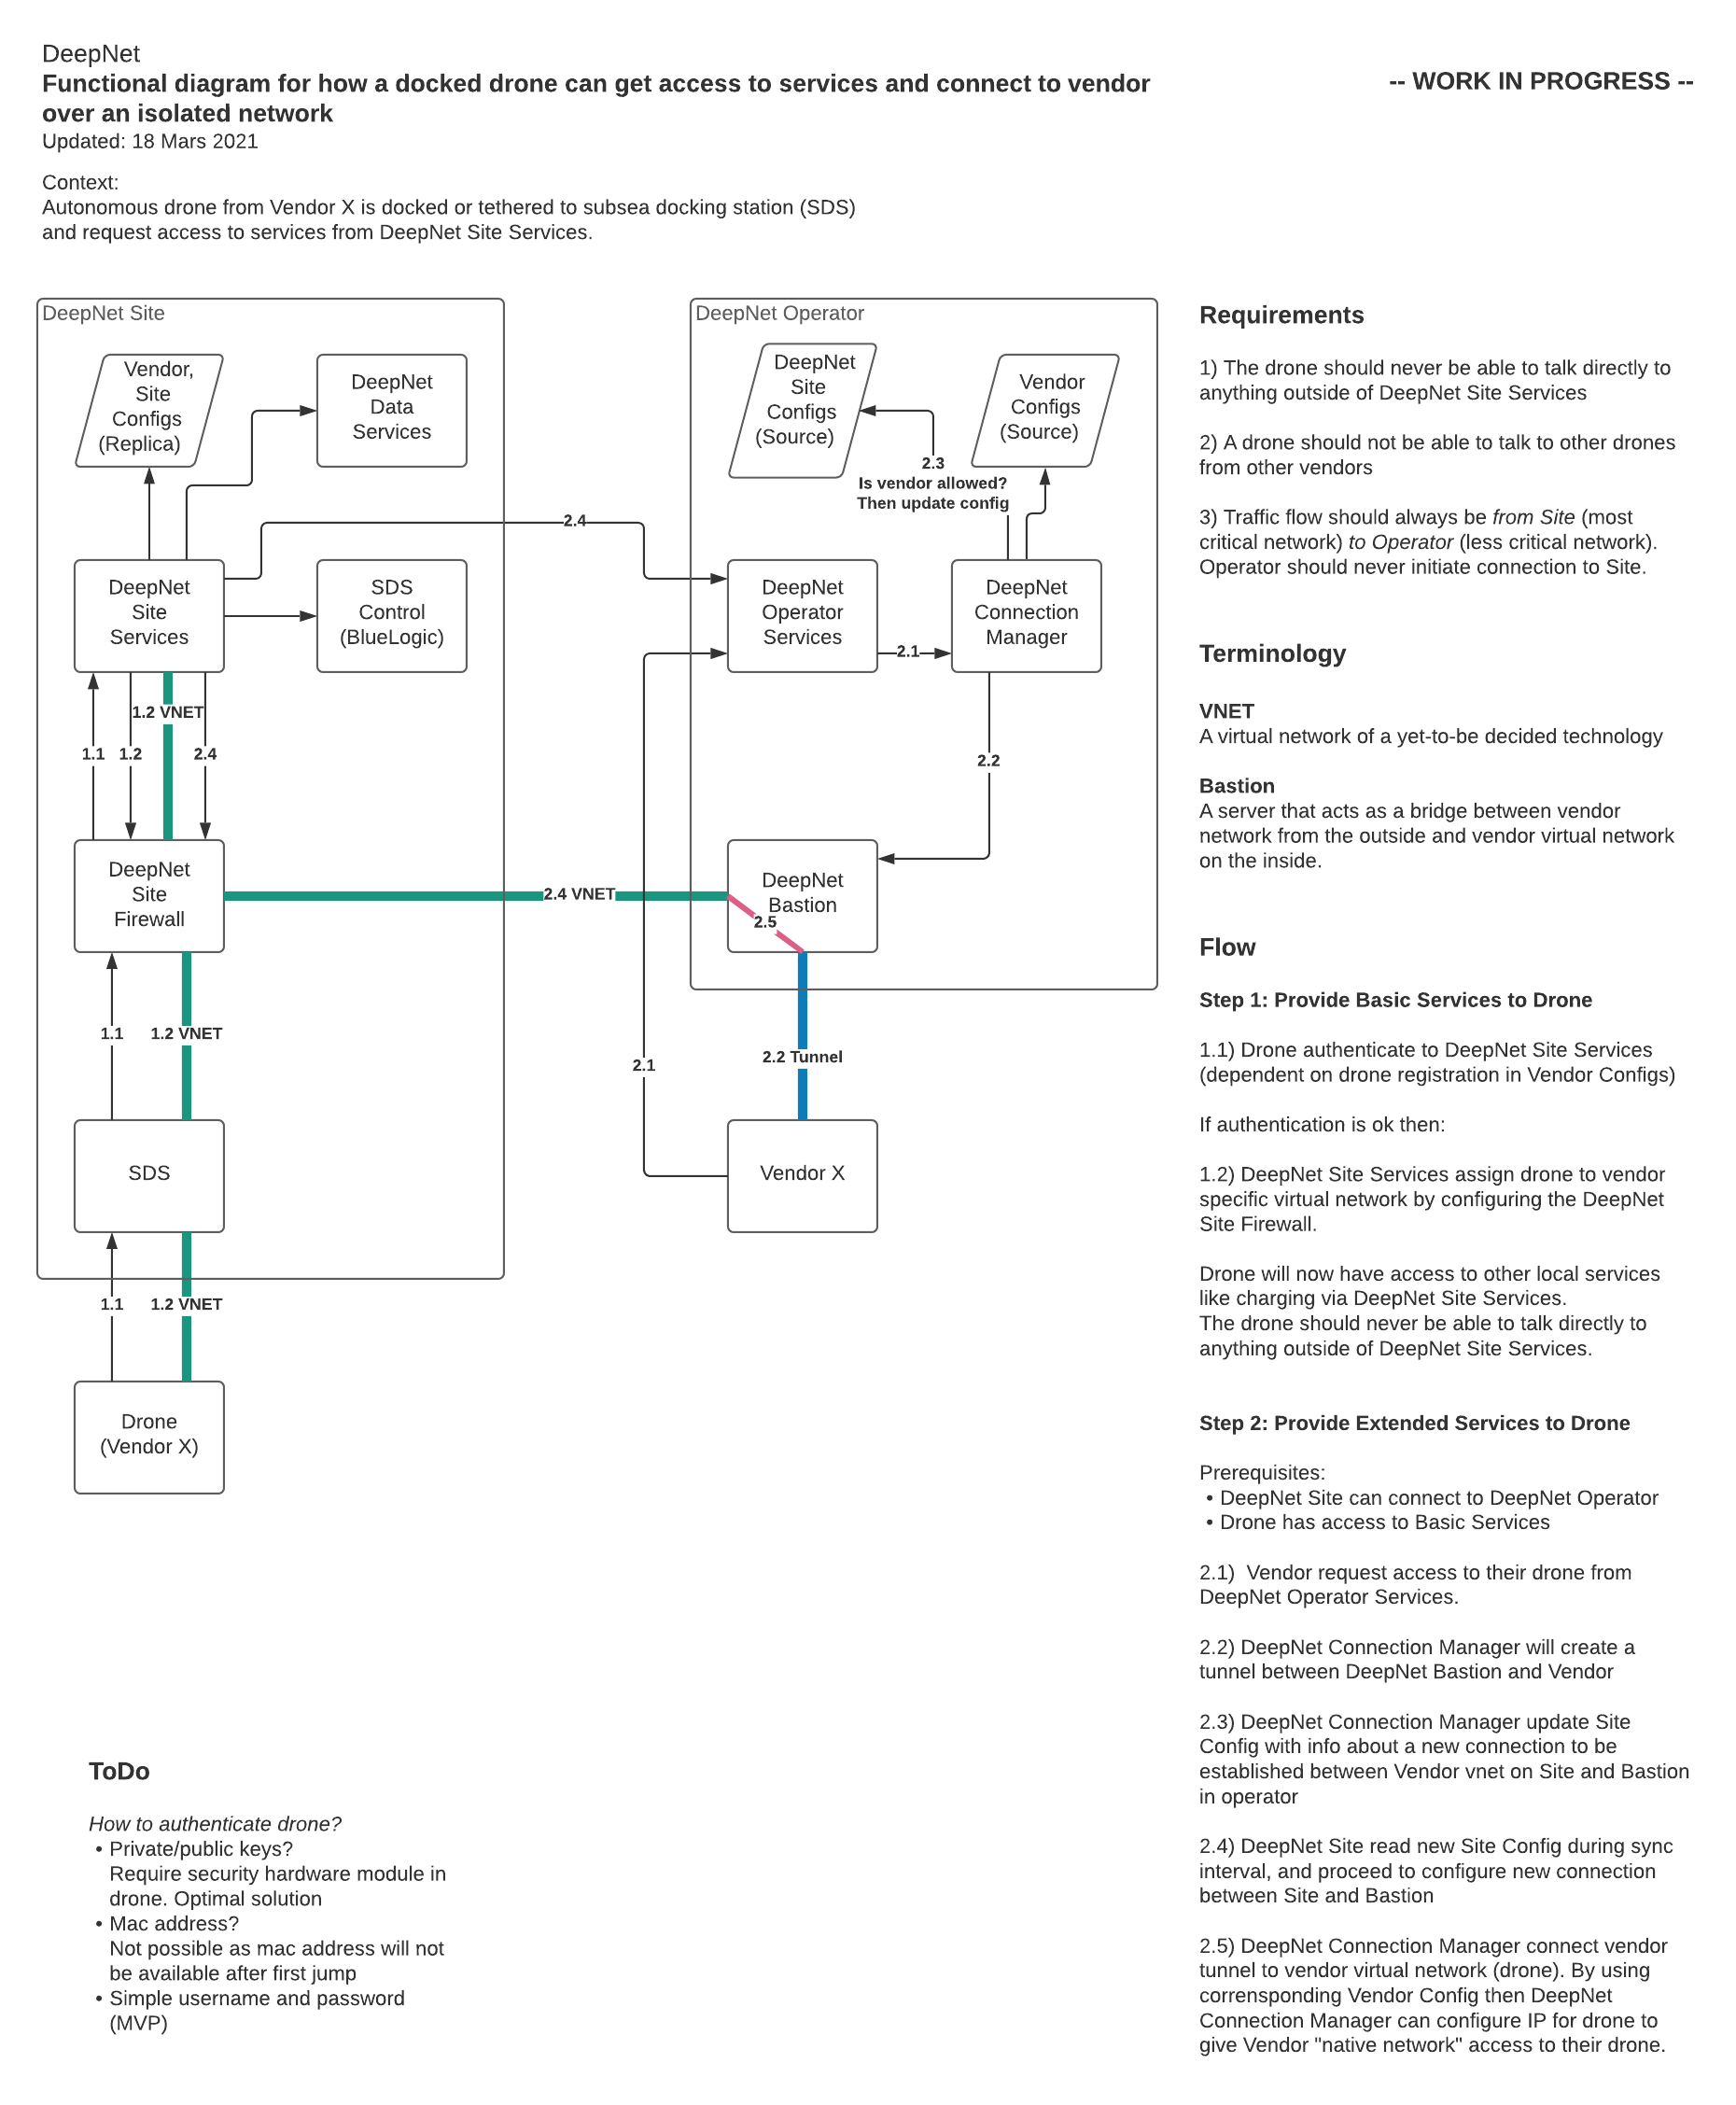 DeepNet
Functional diagram for how a docked drone can get access to services and connect to vendor
over an isolated network
Updated: 18 Mars 2021
-- WORK IN PROGRESS --
Context:
Autonomous drone from Vendor X is docked or tethered to subsea docking station (SDS)
and request access to services from DeepNet Site Services.
DeepNet Site
Vendor,
Site
Configs
(Replica)
DeepNet
Data
Services
DeepNet
Site
Services
SDS
Control
(BlueLogic)
1.2 VNET
1.1
1.2
2.4
DeepNet
Site
Firewall
1.1
1.2 VNET
SDS
1.1
1.2 VNET
Drone
(Vendor X)
2.4
2.4 VNET
2.1
DeepNet Operator
DeepNet
Site
Configs
(Source)
Vendor
Configs
(Source)
2.3
Is vendor allowed?
Then update config
DeepNet
Operator
Services
2.1
DeepNet
Connection
Manager
2.2
DeepNet
Bastion
2.5
2.2 Tunnel
Vendor X
Requirements
1) The drone should never be able to talk directly to
anything outside of DeepNet Site Services
2) A drone should not be able to talk to other drones
from other vendors
3) Traffic flow should always be from Site (most
critical network) to Operator (less critical network).
Operator should never initiate connection to Site.
Terminology
VNET
A virtual network of a yet-to-be decided technology
Bastion
A server that acts as a bridge between vendor
network from the outside and vendor virtual network
on the inside.
Flow
Step 1: Provide Basic Services to Drone
1.1) Drone authenticate to DeepNet Site Services
(dependent on drone registration in Vendor Configs)
If authentication is ok then:
1.2) DeepNet Site Services assign drone to vendor
specific virtual network by configuring the DeepNet
Site Firewall.
Drone will now have access to other local services
like charging via DeepNet Site Services.
The drone should never be able to talk directly to
anything outside of DeepNet Site Services.
Step 2: Provide Extended Services to Drone
Prerequisites:
• DeepNet Site can connect to DeepNet Operator
• Drone has access to Basic Services
2.1)  Vendor request access to their drone from
DeepNet Operator Services.
2.2) DeepNet Connection Manager will create a
tunnel between DeepNet Bastion and Vendor
2.3) DeepNet Connection Manager update Site
Config with info about a new connection to be
established between Vendor vnet on Site and Bastion
in operator
2.4) DeepNet Site read new Site Config during sync
interval, and proceed to configure new connection
between Site and Bastion
2.5) DeepNet Connection Manager connect vendor
tunnel to vendor virtual network (drone). By using
corrensponding Vendor Config then DeepNet
Connection Manager can configure IP for drone to
give Vendor "native network" access to their drone.
ToDo
How to authenticate drone?
• Private/public keys?
Require security hardware module in
drone. Optimal solution
• Mac address?
Not possible as mac address will not
be available after first jump
• Simple username and password
(MVP)